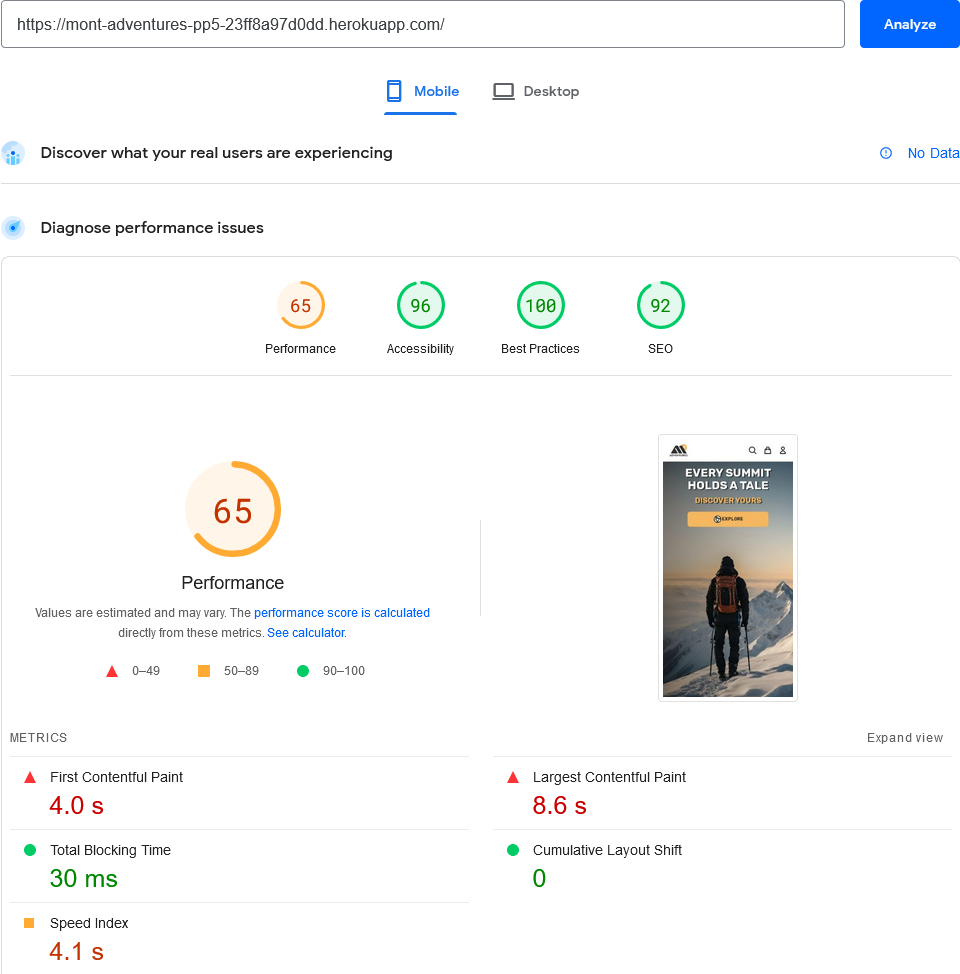 https://mont-adventures-pp5-23ff8a97d0dd.herokuapp.com/
Analyze
Mobile
Desktop
Discover what your real users are experiencing
No Data
Diagnose performance issues
65
96
100
92
Performance
Accessibility
Best Practices
SEO
65
Performance
Values are estimated and may vary. The performance score is calculated
directly from these metrics. See calculator.
0–49
50–89
90–100
EVERY SUMMIT
HOLDS A TALE
DISCOVER YOURS
EXPLORE
METRICS
Expand view
First Contentful Paint
4.0 s
Largest Contentful Paint
8.6 s
Total Blocking Time
30 ms
Cumulative Layout Shift
0
Speed Index
4.1 s